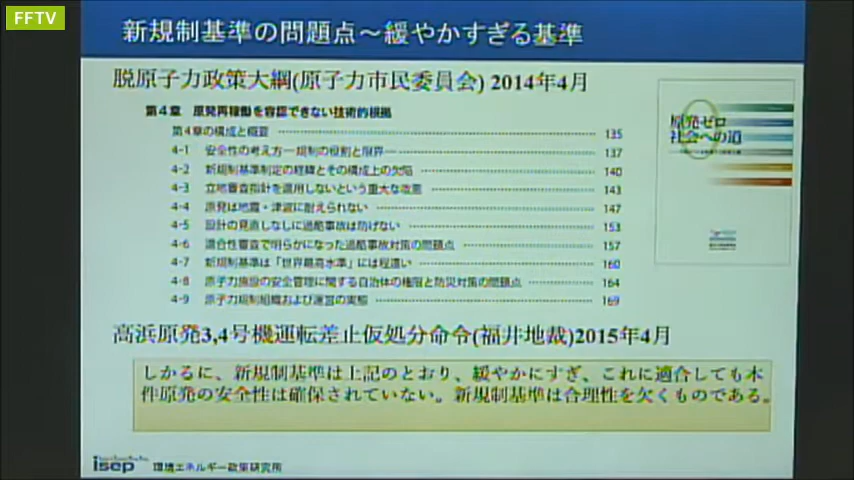 FFTV
新規制基準の問題点～緩やかすぎる基準
脱原子力政策大綱(原子力市民委員会) 2014年4月
第4章 原発再稼働を容認できない技術的根拠
第4章の構成と概要 135
4-1 安全性の考え方―規制の役割と限界― 137
4-2 新規制基準制定の経緯とその構成上の欠陥 140
4-3 立地審査指針を適用しないという重大な改悪 143
4-4 原発は地震・津波に耐えられない 147
4-5 設計の見直しなしに過酷事故は防げない 153
4-6 適合性審査で明らかになった過酷事故対策の問題点 157
4-7 新規制基準は「世界最高水準」には程遠い 160
4-8 原子力施設の安全管理に関する自治体の権限と防災対策の問題点 164
4-9 原子力規制組織および運営の実態 169
原発ゼロ
社会への道
高浜原発3,4号機運転差止仮処分命令(福井地裁)2015年4月
しかるに、新規制基準は上記のとおり、緩やかにすぎ、これに適合しても本
件原発の安全性は確保されていない。新規制基準は合理性を欠くものである。
isep 環境エネルギー政策研究所